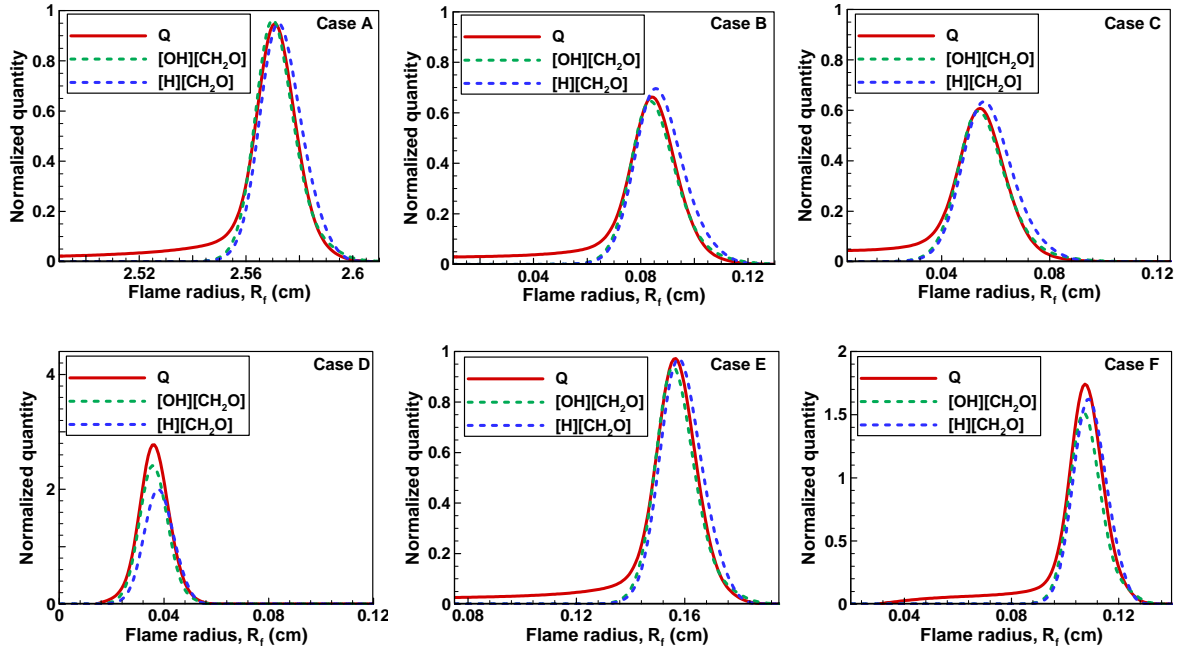 Case A
Q
[OH][CH₂O]
[H][CH₂O]
1
0.8
0.6
0.4
0.2
0
2.52
2.56
2.6
Normalized quantity
Flame radius, R_f (cm)
Case B
Q
[OH][CH₂O]
[H][CH₂O]
1
0.8
0.6
0.4
0.2
0
0.04
0.08
0.12
Normalized quantity
Flame radius, R_f (cm)
Case C
Q
[OH][CH₂O]
[H][CH₂O]
1
0.8
0.6
0.4
0.2
0
0.04
0.08
0.12
Normalized quantity
Flame radius, R_f (cm)
Case D
Q
[OH][CH₂O]
[H][CH₂O]
4
2
0
0
0.04
0.08
0.12
Normalized quantity
Flame radius, R_f (cm)
Case E
Q
[OH][CH₂O]
[H][CH₂O]
1
0.8
0.6
0.4
0.2
0
0.08
0.12
0.16
Normalized quantity
Flame radius, R_f (cm)
Case F
Q
[OH][CH₂O]
[H][CH₂O]
2
1.5
1
0.5
0
0.04
0.08
0.12
Normalized quantity
Flame radius, R_f (cm)